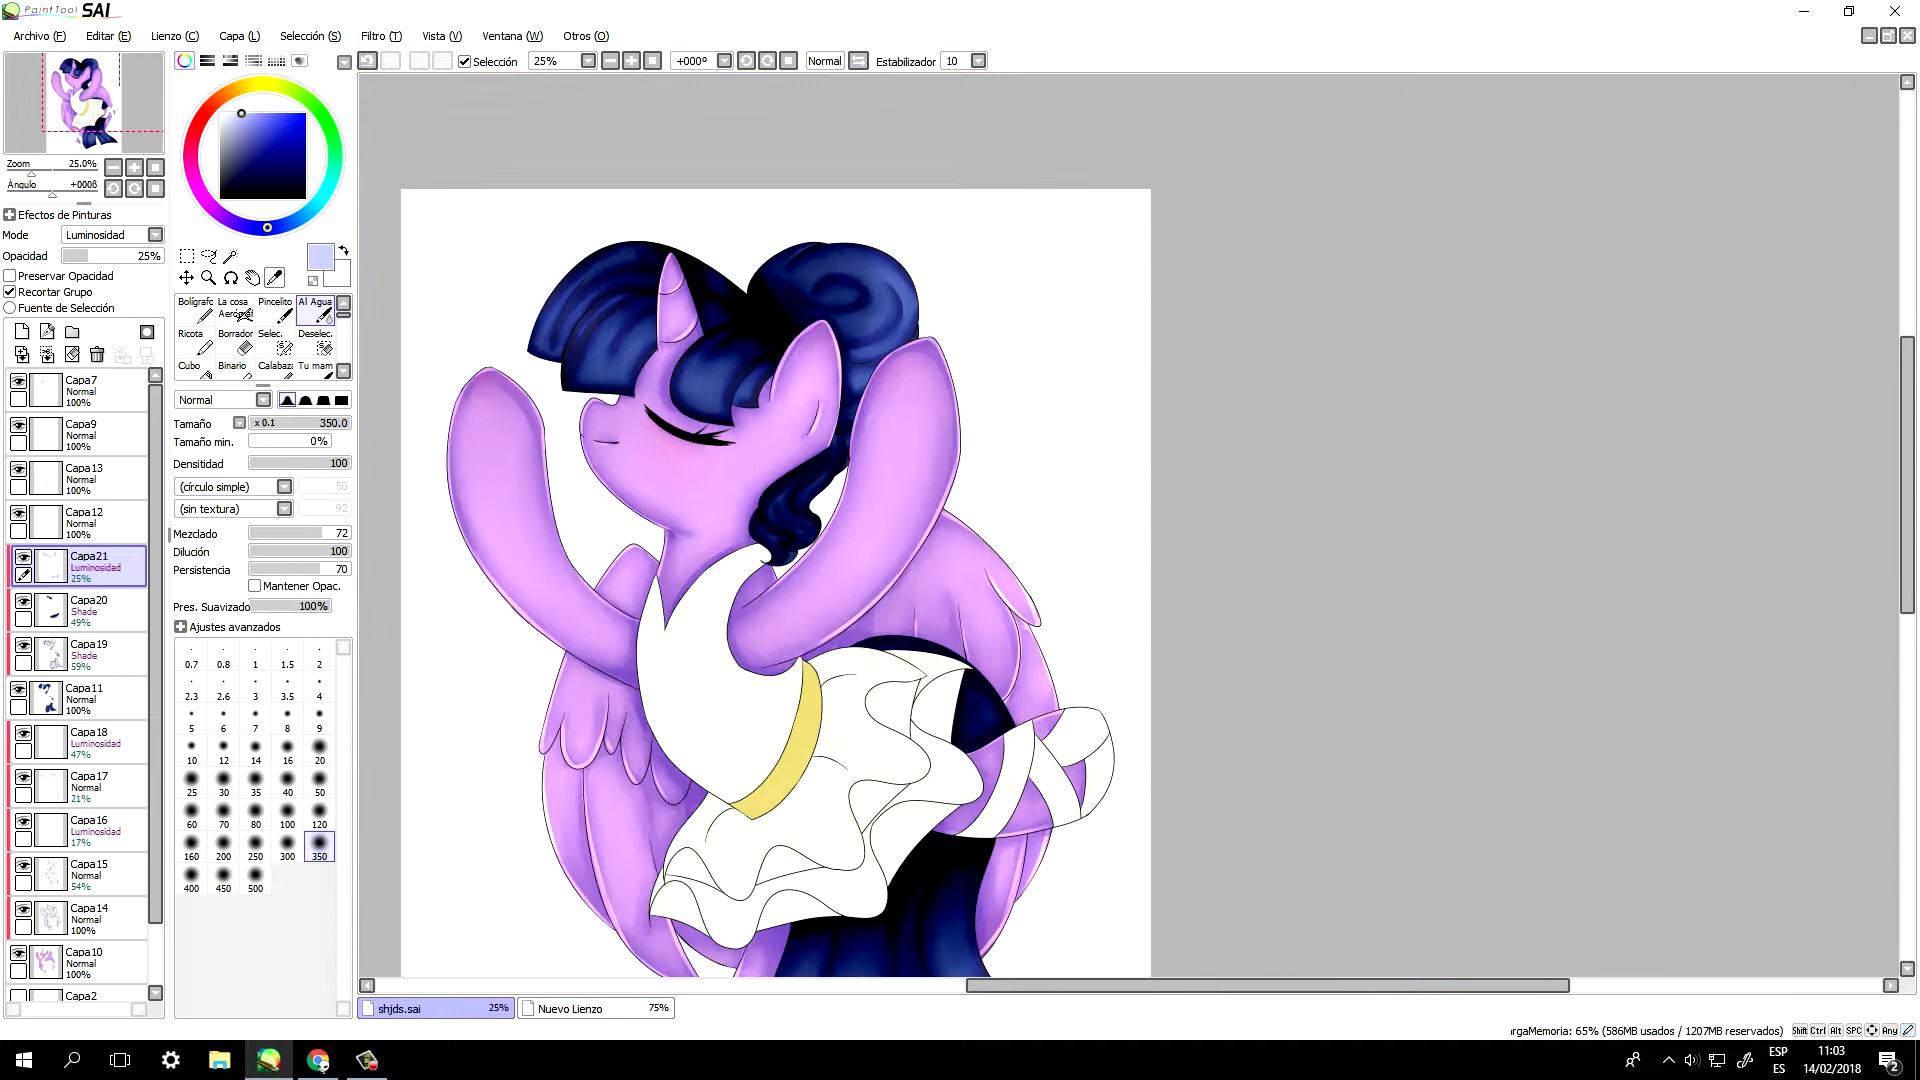 PaintTool SAI
Archivo (F) Editar (E) Lienzo (C) Capa (L) Selección (S) Filtro (T) Vista (V) Ventana (W) Otros (O)
Selección 25% +000º Normal Estabilizador 10
Zoom 25.0%
Ángulo +000ß
Efectos de Pinturas
Mode Luminosidad
Opacidad 25%
Preservar Opacidad
Recortar Grupo
Fuente de Selección
Capa7
Normal
100%
Capa9
Normal
100%
Capa13
Normal
100%
Capa12
Normal
100%
Capa21
Luminosidad
25%
Capa20
Shade
49%
Capa19
Shade
59%
Capa11
Normal
100%
Capa18
Luminosidad
47%
Capa17
Normal
21%
Capa16
Luminosidad
17%
Capa15
Normal
54%
Capa14
Normal
100%
Capa10
Normal
100%
Capa2
Bolígrafo La cosa Pincelito Al Agua
Ricota Borrador Selec. Deselec.
Cubo Binario Calabaza Tu mam
Normal
Tamaño x 0.1 350.0
Tamaño min. 0%
Densitidad 100
(círculo simple) 50
(sin textura) 92
Mezclado 72
Dilución 100
Persistencia 70
Mantener Opac.
Pres. Suavizado 100%
Ajustes avanzados
0.7 0.8 1 1.5 2
2.3 2.6 3 3.5 4
5 6 7 8 9
10 12 14 16 20
25 30 35 40 50
60 70 80 100 120
160 200 250 300 350
400 450 500
shjds.sai 25% Nuevo Lienzo 75%
rgaMemoria: 65% (586MB usados / 1207MB reservados) Shift Ctrl Alt SPC Any
ESP
ES
11:03
14/02/2018
2